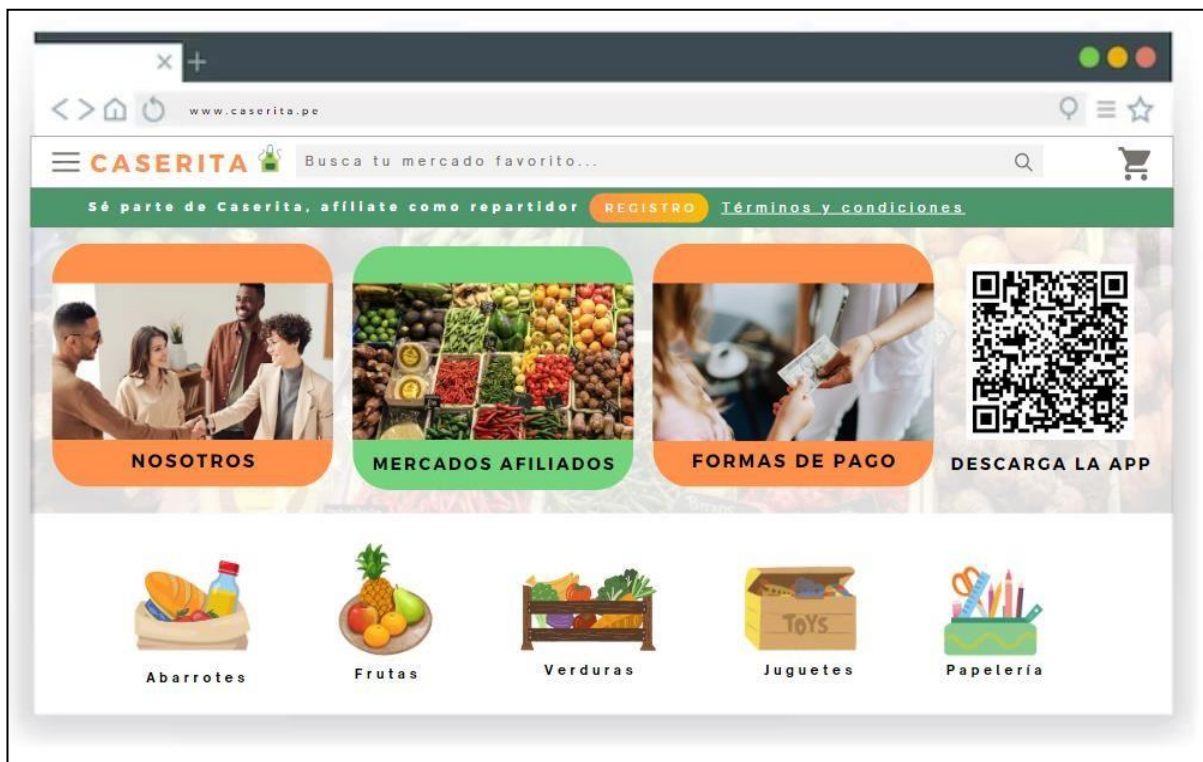 www.caserita.pe
CASERITA
Busca tu mercado favorito...
Sé parte de Caserita, afíliate como repartidor REGISTRO Términos y condiciones
NOSOTROS
MERCADOS AFILIADOS
FORMAS DE PAGO
DESCARGA LA APP
TOYS
Abarrotes
Frutas
Verduras
Juguetes
Papelería